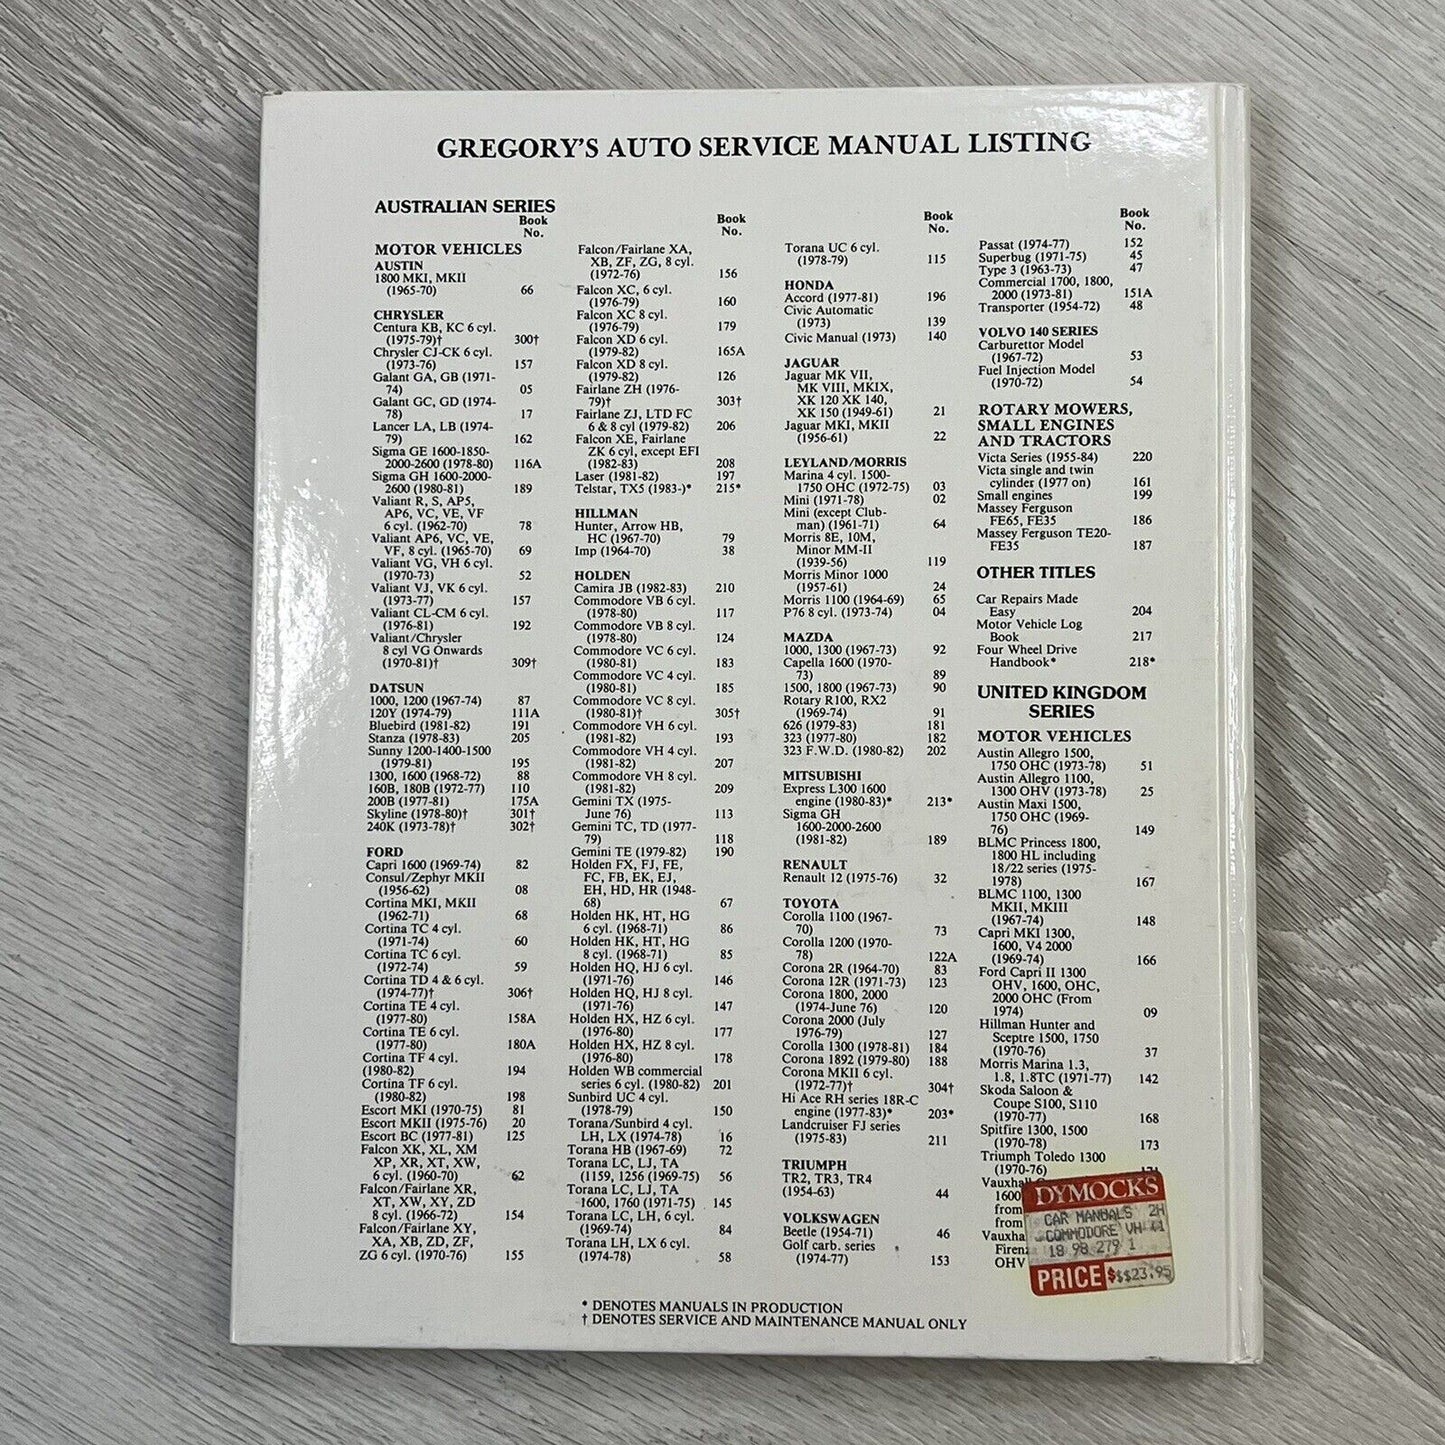 GREGORY'S AUTO SERVICE MANUAL LISTING
AUSTRALIAN SERIES
Book
No.
MOTOR VEHICLES
AUSTIN
1800 MKI, MKII
(1965-70) 66
CHRYSLER
Centura KB, KC 6 cyl.
(1975-79)† 300†
Chrysler CJ-CK 6 cyl.
(1973-76) 157
Galant GA, GB (1971-
74) 05
Galant GC, GD (1974-
78) 17
Lancer LA, LB (1974-
79) 162
Sigma GE 1600-1850-
2000-2600 (1978-80) 116A
Sigma GH 1600-2000-
2600 (1980-81) 189
Valiant R, S, AP5,
AP6, VC, VE, VF
6 cyl. (1962-70) 78
Valiant AP6, VC, VE,
VF, 8 cyl. (1965-70) 69
Valiant VG, VH 6 cyl.
(1970-73) 52
Valiant VJ, VK 6 cyl.
(1973-77) 157
Valiant CL-CM 6 cyl.
(1976-81) 192
Valiant/Chrysler
8 cyl VG Onwards
(1970-81)† 309†
DATSUN
1000, 1200 (1967-74) 87
120Y (1974-79) 111A
Bluebird (1981-82) 191
Stanza (1978-83) 205
Sunny 1200-1400-1500
(1979-81) 195
1300, 1600 (1968-72) 88
160B, 180B (1972-77) 110
200B (1977-81) 175A
Skyline (1978-80)† 301†
240K (1973-78)† 302†
FORD
Capri 1600 (1969-74) 82
Consul/Zephyr MKII
(1956-62) 08
Cortina MKI, MKII
(1962-71) 68
Cortina TC 4 cyl.
(1971-74) 60
Cortina TC 6 cyl.
(1972-74) 59
Cortina TD 4 & 6 cyl.
(1974-77)† 306†
Cortina TE 4 cyl.
(1977-80) 158A
Cortina TE 6 cyl.
(1977-80) 180A
Cortina TF 4 cyl.
(1980-82) 194
Cortina TF 6 cyl.
(1980-82) 198
Escort MKI (1970-75) 81
Escort MKII (1975-76) 20
Escort BC (1977-81) 125
Falcon XK, XL, XM
XP, XR, XT, XW,
6 cyl. (1960-70) 62
Falcon/Fairlane XR,
XT, XW, XY, ZD
8 cyl. (1966-72) 154
Falcon/Fairlane XY,
XA, XB, ZD, ZF,
ZG 6 cyl. (1970-76) 155
Book
No.
Falcon/Fairlane XA,
XB, ZF, ZG, 8 cyl.
(1972-76) 156
Falcon XC, 6 cyl.
(1976-79) 160
Falcon XC 8 cyl.
(1976-79) 179
Falcon XD 6 cyl.
(1979-82) 165A
Falcon XD 8 cyl.
(1979-82) 126
Fairlane ZH (1976-
79)† 303†
Fairlane ZJ, LTD FC
6 & 8 cyl (1979-82) 206
Falcon XE, Fairlane
ZK 6 cyl, except EFI
(1982-83) 208
Laser (1981-82) 197
Telstar, TX5 (1983-)* 215*
HILLMAN
Hunter, Arrow HB,
HC (1967-70) 79
Imp (1964-70) 38
HOLDEN
Camira JB (1982-83) 210
Commodore VB 6 cyl.
(1978-80) 117
Commodore VB 8 cyl.
(1978-80) 124
Commodore VC 6 cyl.
(1980-81) 183
Commodore VC 4 cyl.
(1980-81) 185
Commodore VC 8 cyl.
(1980-81)† 305†
Commodore VH 6 cyl.
(1981-82) 193
Commodore VH 4 cyl.
(1981-82) 207
Commodore VH 8 cyl.
(1981-82) 209
Gemini TX (1975-
June 76) 113
Gemini TC, TD (1977-
79) 118
Gemini TE (1979-82) 190
Holden FX, FJ, FE,
FC, FB, EK, EJ,
EH, HD, HR (1948-
68) 67
Holden HK, HT, HG
6 cyl. (1968-71) 86
Holden HK, HT, HG
8 cyl. (1968-71) 85
Holden HQ, HJ 6 cyl.
(1971-76) 146
Holden HQ, HJ 8 cyl.
(1971-76) 147
Holden HX, HZ 6 cyl.
(1976-80) 177
Holden HX, HZ 8 cyl.
(1976-80) 178
Holden WB commercial
series 6 cyl. (1980-82) 201
Sunbird UC 4 cyl.
(1978-79) 150
Torana/Sunbird 4 cyl.
LH, LX (1974-78) 16
Torana HB (1967-69) 72
Torana LC, LJ, TA
(1159, 1256 (1969-75) 56
Torana LC, LJ, TA
1600, 1760 (1971-75) 145
Torana LC, LH, 6 cyl.
(1969-74) 84
Torana LH, LX 6 cyl.
(1974-78) 58
Book
No.
Torana UC 6 cyl.
(1978-79) 115
HONDA
Accord (1977-81) 196
Civic Automatic
(1973) 139
Civic Manual (1973) 140
JAGUAR
Jaguar MK VII,
MK VIII, MKIX,
XK 120 XK 140,
XK 150 (1949-61) 21
Jaguar MKI, MKII
(1956-61) 22
LEYLAND/MORRIS
Marina 4 cyl. 1500-
1750 OHC (1972-75) 03
Mini (1971-78) 02
Mini (except Club-
man) (1961-71) 64
Morris 8E, 10M,
Minor MM-II
(1939-56) 119
Morris Minor 1000
(1957-61) 24
Morris 1100 (1964-69) 65
P76 8 cyl. (1973-74) 04
MAZDA
1000, 1300 (1967-73) 92
Capella 1600 (1970-
73) 89
1500, 1800 (1967-73) 90
Rotary R100, RX2
(1969-74) 91
626 (1979-83) 181
323 (1977-80) 182
323 F.W.D. (1980-82) 202
MITSUBISHI
Express L300 1600
engine (1980-83)* 213*
Sigma GH
1600-2000-2600
(1981-82) 189
RENAULT
Renault 12 (1975-76) 32
TOYOTA
Corolla 1100 (1967-
70) 73
Corolla 1200 (1970-
78) 122A
Corona 2R (1964-70) 83
Corona 12R (1971-73) 123
Corona 1800, 2000
(1974-June 76) 120
Corona 2000 (July
1976-79) 127
Corolla 1300 (1978-81) 184
Corona 1892 (1979-80) 188
Corona MKII 6 cyl.
(1972-77)† 304†
Hi Ace RH series 18R-C
engine (1977-83)* 203*
Landcruiser FJ series
(1975-83) 211
TRIUMPH
TR2, TR3, TR4
(1954-63) 44
VOLKSWAGEN
Beetle (1954-71) 46
Golf carb. series
(1974-77) 153
Book
No.
Passat (1974-77) 152
Superbug (1971-75) 45
Type 3 (1963-73) 47
Commercial 1700, 1800,
2000 (1973-81) 151A
Transporter (1954-72) 48
VOLVO 140 SERIES
Carburettor Model
(1967-72) 53
Fuel Injection Model
(1970-72) 54
ROTARY MOWERS,
SMALL ENGINES
AND TRACTORS
Victa Series (1955-84) 220
Victa single and twin
cylinder (1977 on) 161
Small engines 199
Massey Ferguson
FE65, FE35 186
Massey Ferguson TE20-
FE35 187
OTHER TITLES
Car Repairs Made
Easy 204
Motor Vehicle Log
Book 217
Four Wheel Drive
Handbook* 218*
UNITED KINGDOM
SERIES
MOTOR VEHICLES
Austin Allegro 1500,
1750 OHC (1973-78) 51
Austin Allegro 1100,
1300 OHV (1973-78) 25
Austin Maxi 1500,
1750 OHC (1969-
76) 149
BLMC Princess 1800,
1800 HL including
18/22 series (1975-
1978) 167
BLMC 1100, 1300
MKII, MKIII
(1967-74) 148
Capri MKI 1300,
1600, V4 2000
(1969-74) 166
Ford Capri II 1300
OHV, 1600, OHC,
2000 OHC (From
1974) 09
Hillman Hunter and
Sceptre 1500, 1750
(1970-76) 37
Morris Marina 1.3,
1.8, 1.8TC (1971-77) 142
Skoda Saloon &
Coupe S100, S110
(1970-77) 168
Spitfire 1300, 1500
(1970-78) 173
Triumph Toledo 1300
(1970-76)
Vauxhall
1600
from
from
Firen
OHV
DYMOCKS
CAR MANUALS 2H
COMMODORE VH
18 98 279 1
PRICE $$$23.95
* DENOTES MANUALS IN PRODUCTION
† DENOTES SERVICE AND MAINTENANCE MANUAL ONLY